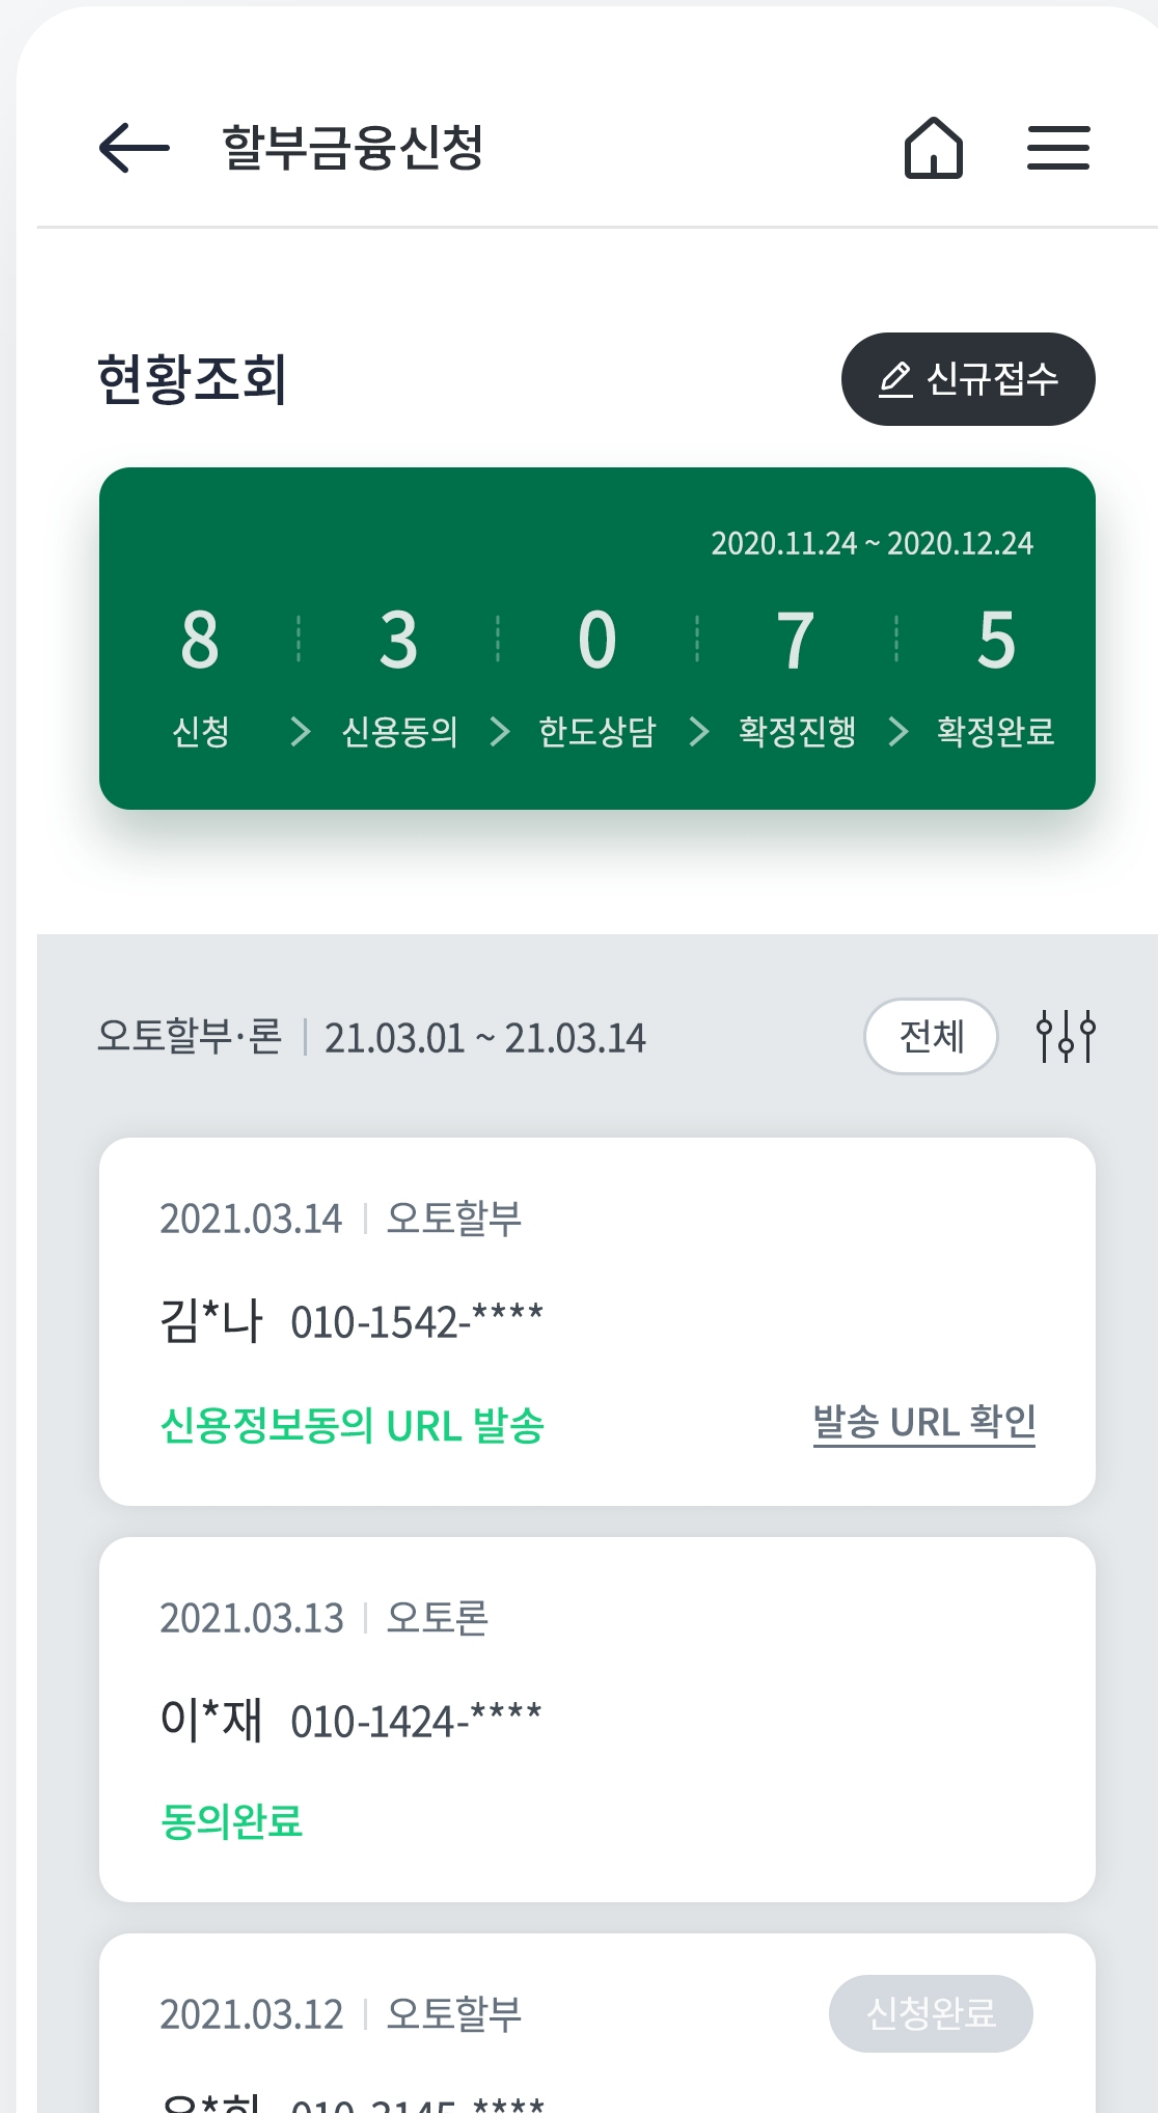 할부금융신청
현황조회
신규접수
2020.11.24 ~ 2020.12.24
8 3 0 7 5
신청 > 신용동의 > 한도상담 > 확정진행 > 확정완료
오토할부·론 | 21.03.01 ~ 21.03.14 전체
2021.03.14 | 오토할부
김*나 010-1542-****
신용정보동의 URL 발송 발송 URL 확인
2021.03.13 | 오토론
이*재 010-1424-****
동의완료
2021.03.12 | 오토할부 신청완료
010-2145-****